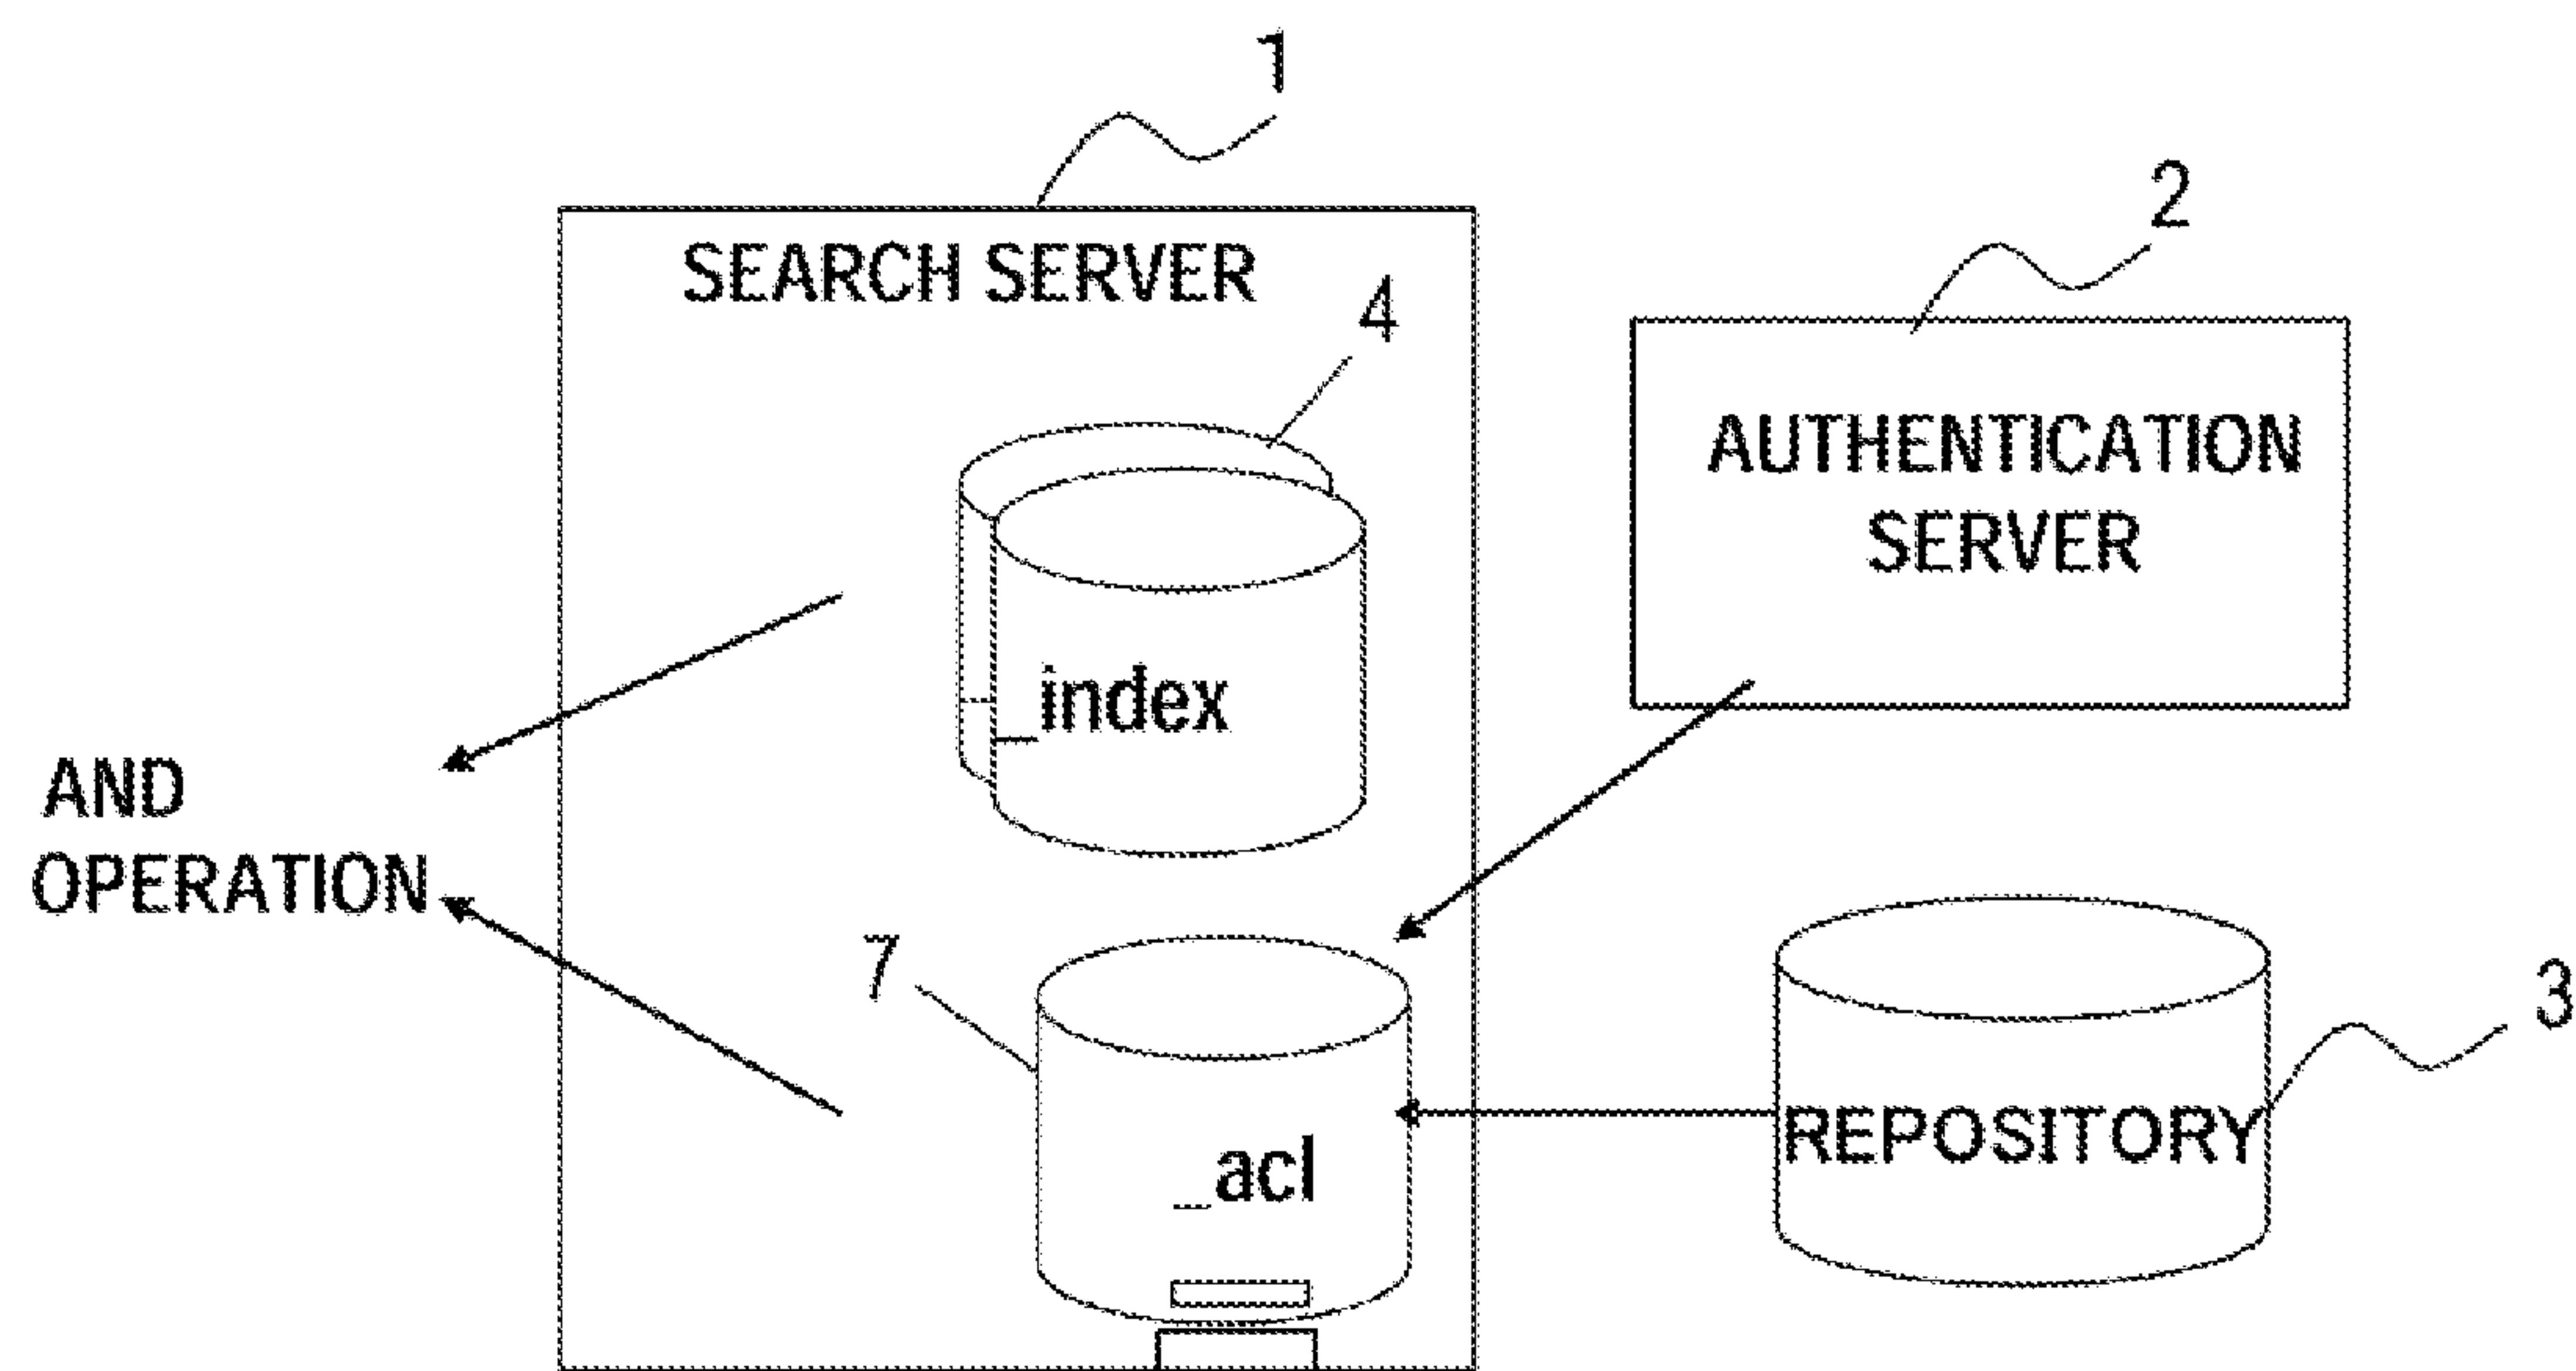 1
2
SEARCH SERVER
4
AUTHENTICATION
SERVER
_index
AND
OPERATION
7
3
REPOSITORY
_acl